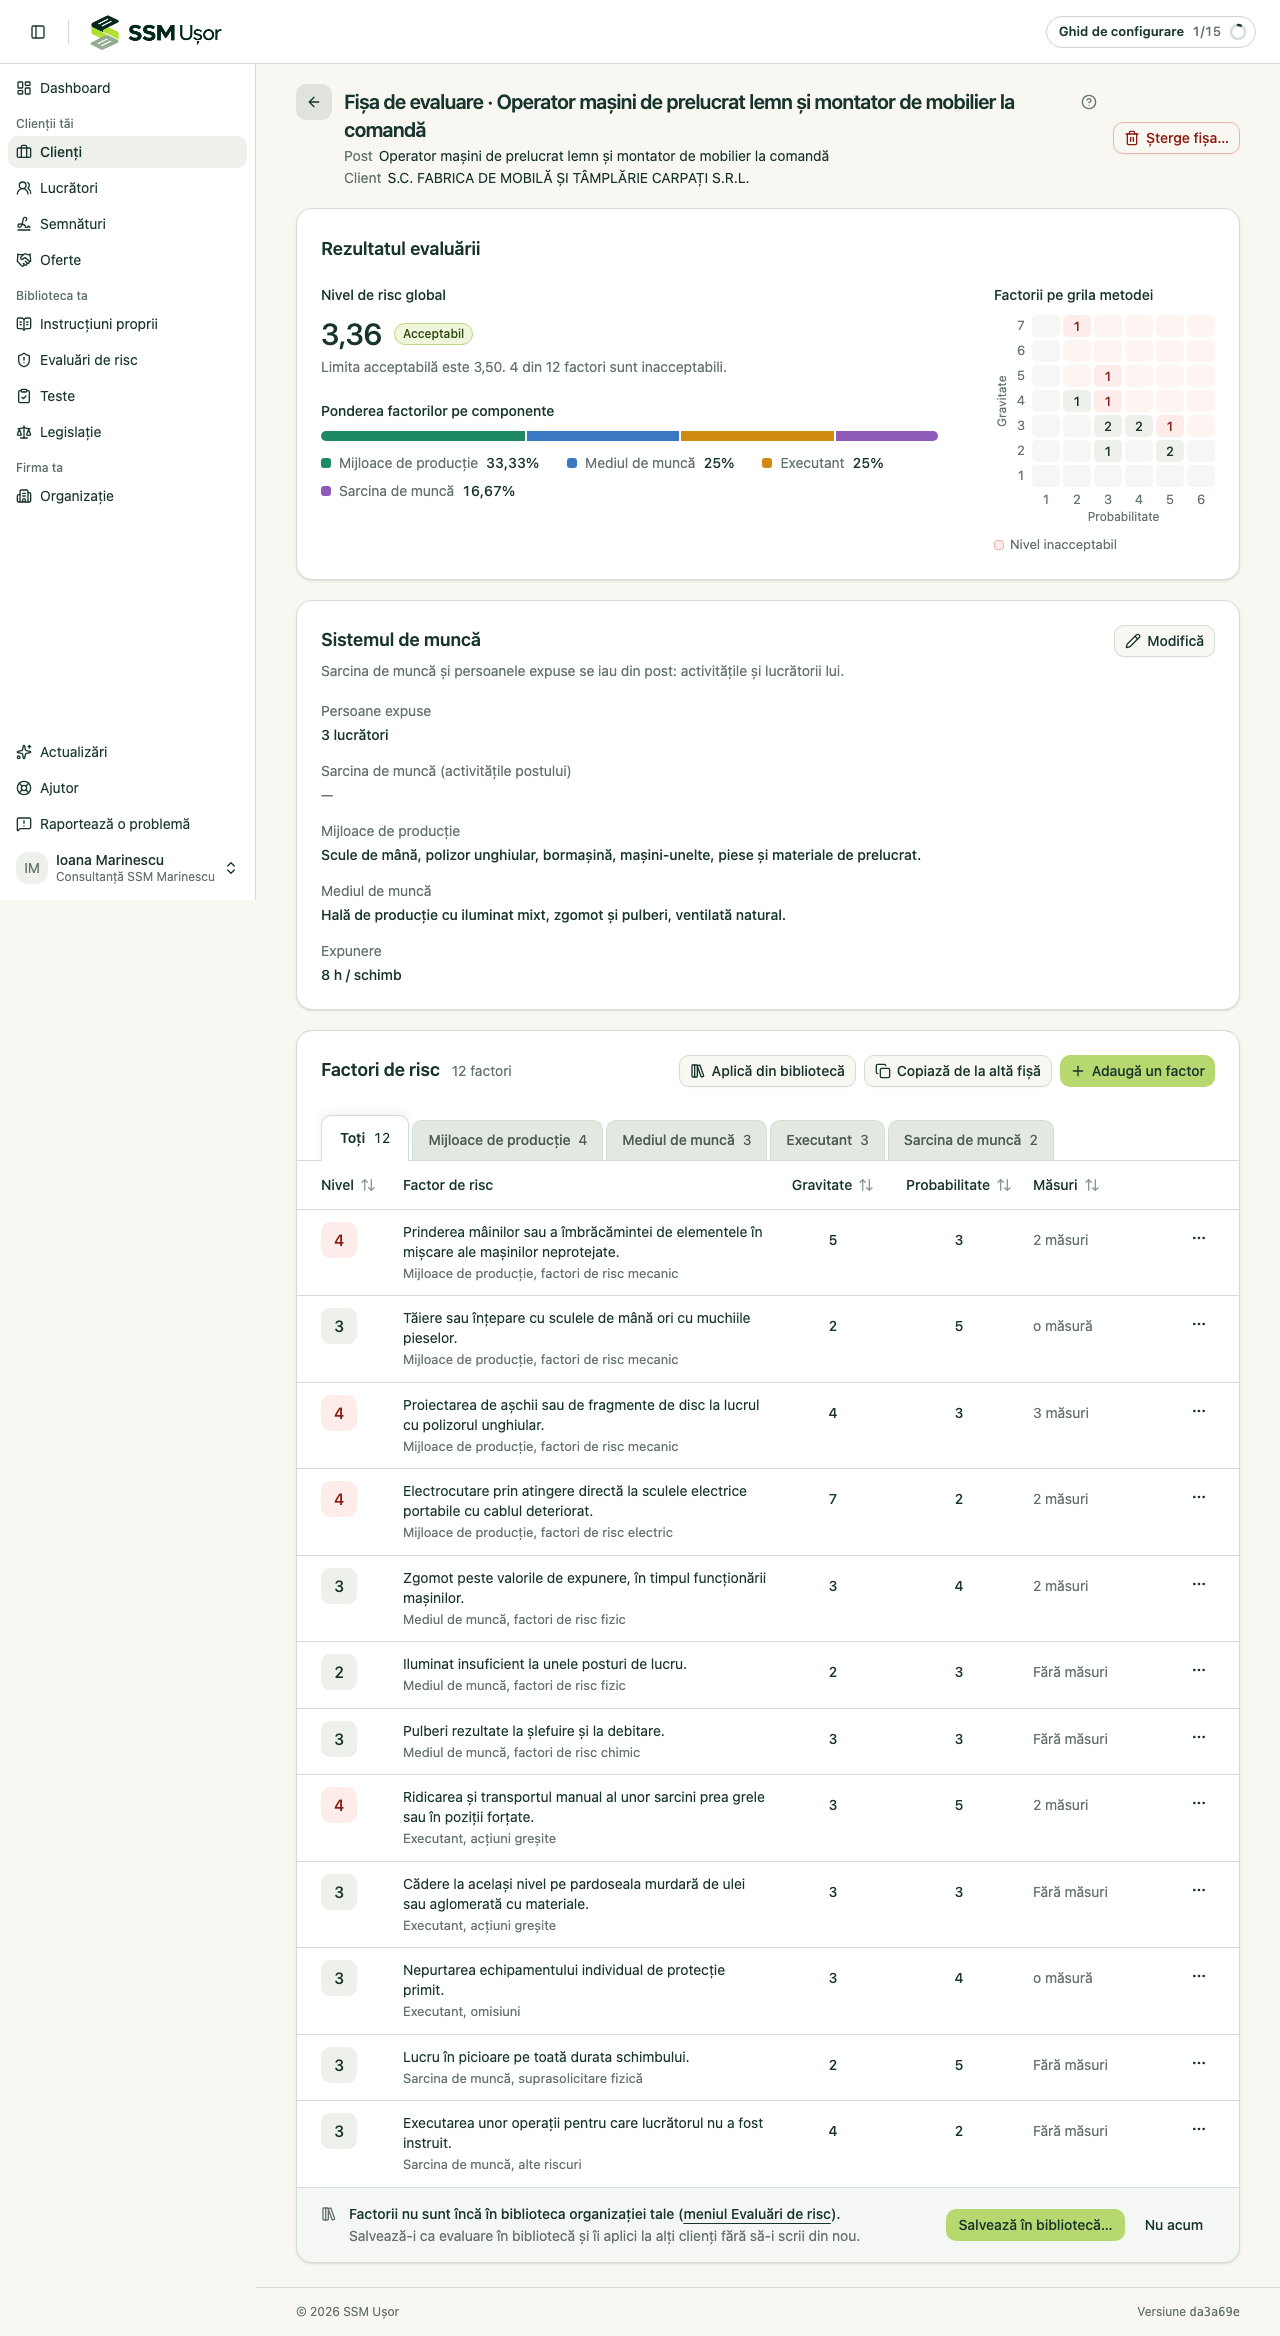 SSM Ușor
Ghid de configurare 1/15
Dashboard
Clienții tăi
Clienți
Lucrători
Semnături
Oferte
Biblioteca ta
Instrucțiuni proprii
Evaluări de risc
Teste
Legislație
Firma ta
Organizație
Actualizări
Ajutor
Raportează o problemă
IM
Ioana Marinescu
Consultanță SSM Marinescu
Fișa de evaluare · Operator mașini de prelucrat lemn și montator de mobilier la
comandă
Post Operator mașini de prelucrat lemn și montator de mobilier la comandă
Client S.C. FABRICA DE MOBILĂ ȘI TÂMPLĂRIE CARPAȚI S.R.L.
Șterge fișa...
Rezultatul evaluării
Nivel de risc global
3,36 Acceptabil
Limita acceptabilă este 3,50. 4 din 12 factori sunt inacceptabili.
Ponderea factorilor pe componente
Mijloace de producție 33,33% Mediul de muncă 25% Executant 25%
Sarcina de muncă 16,67%
Factorii pe grila metodei
Gravitate
7 1
6
5 1
4 1 1
3 2 2 1
2 1 2
1
1 2 3 4 5 6
Probabilitate
Nivel inacceptabil
Sistemul de muncă
Modifică
Sarcina de muncă și persoanele expuse se iau din post: activitățile și lucrătorii lui.
Persoane expuse
3 lucrători
Sarcina de muncă (activitățile postului)
—
Mijloace de producție
Scule de mână, polizor unghiular, bormașină, mașini-unelte, piese și materiale de prelucrat.
Mediul de muncă
Hală de producție cu iluminat mixt, zgomot și pulberi, ventilată natural.
Expunere
8 h / schimb
Factori de risc 12 factori
Aplică din bibliotecă
Copiază de la altă fișă
Adaugă un factor
Toți 12
Mijloace de producție 4
Mediul de muncă 3
Executant 3
Sarcina de muncă 2
Nivel Factor de risc Gravitate Probabilitate Măsuri
4 Prinderea mâinilor sau a îmbrăcămintei de elementele în 5 3 2 măsuri
mișcare ale mașinilor neprotejate.
Mijloace de producție, factori de risc mecanic
3 Tăiere sau înțepare cu sculele de mână ori cu muchiile 2 5 o măsură
pieselor.
Mijloace de producție, factori de risc mecanic
4 Proiectarea de așchii sau de fragmente de disc la lucrul 4 3 3 măsuri
cu polizorul unghiular.
Mijloace de producție, factori de risc mecanic
4 Electrocutare prin atingere directă la sculele electrice 7 2 2 măsuri
portabile cu cablul deteriorat.
Mijloace de producție, factori de risc electric
3 Zgomot peste valorile de expunere, în timpul funcționării 3 4 2 măsuri
mașinilor.
Mediul de muncă, factori de risc fizic
2 Iluminat insuficient la unele posturi de lucru. 2 3 Fără măsuri
Mediul de muncă, factori de risc fizic
3 Pulberi rezultate la șlefuire și la debitare. 3 3 Fără măsuri
Mediul de muncă, factori de risc chimic
4 Ridicarea și transportul manual al unor sarcini prea grele 3 5 2 măsuri
sau în poziții forțate.
Executant, acțiuni greșite
3 Cădere la același nivel pe pardoseala murdară de ulei 3 3 Fără măsuri
sau aglomerată cu materiale.
Executant, acțiuni greșite
3 Nepurtarea echipamentului individual de protecție 3 4 o măsură
primit.
Executant, omisiuni
3 Lucru în picioare pe toată durata schimbului. 2 5 Fără măsuri
Sarcina de muncă, suprasolicitare fizică
3 Executarea unor operații pentru care lucrătorul nu a fost 4 2 Fără măsuri
instruit.
Sarcina de muncă, alte riscuri
Factorii nu sunt încă în biblioteca organizației tale (meniul Evaluări de risc).
Salvează-i ca evaluare în bibliotecă și îi aplici la alți clienți fără să-i scrii din nou.
Salvează în bibliotecă...
Nu acum
© 2026 SSM Ușor
Versiune da3a69e